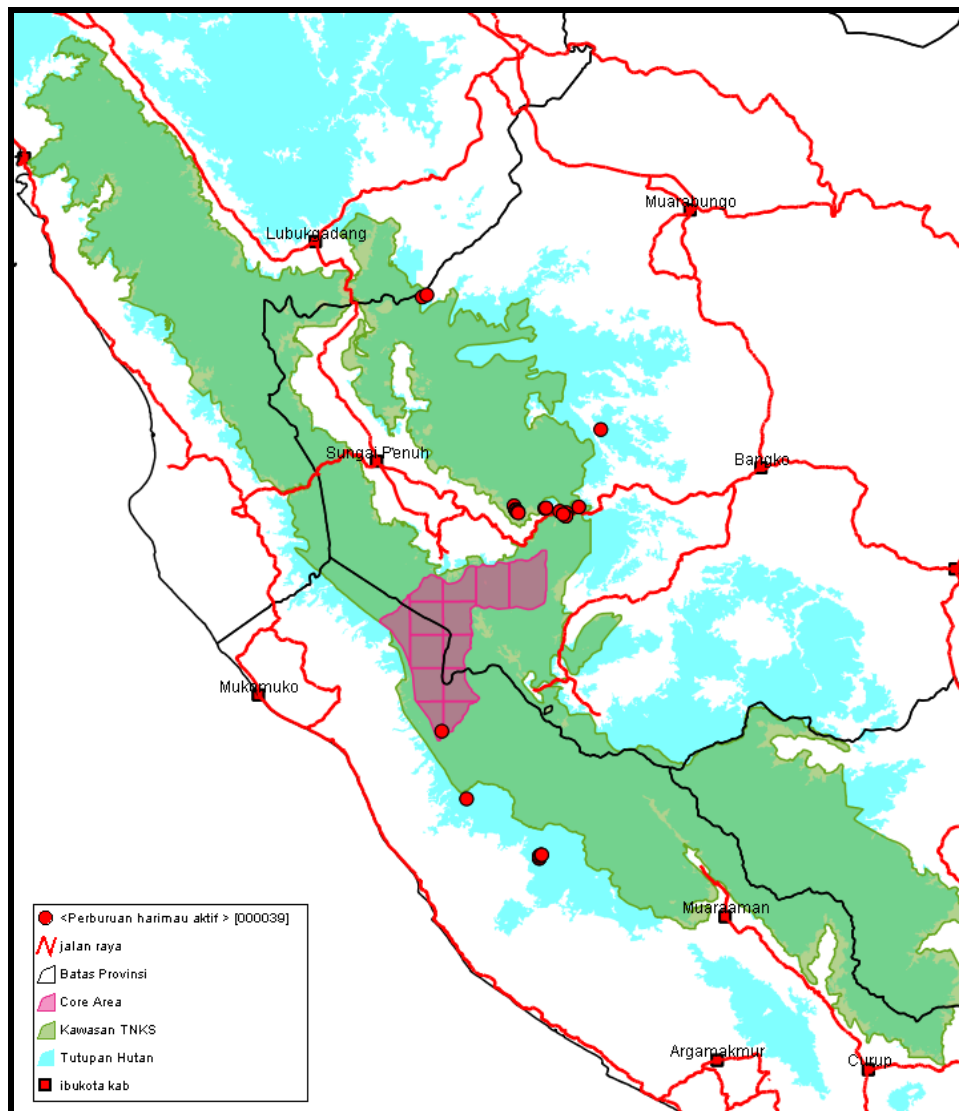 Muarabungo
Lubukgadang
Sungai Penuh
Bangko
Mukomuko
Muaraaman
Argamakmur
Curup
<Perburuan harimau aktif > [000039]
jalan raya
Batas Provinsi
Core Area
Kawasan TNKS
Tutupan Hutan
ibukota kab